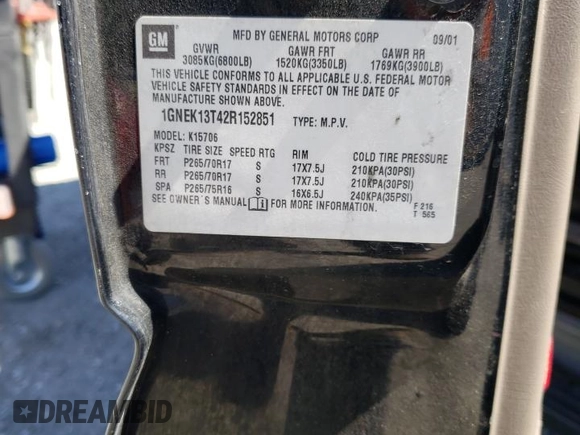 GM
MFD BY GENERAL MOTORS CORP 09/01
GVWR GAWR FRT GAWR RR
3085KG(6800LB) 1520KG(3350LB) 1769KG(3900LB)
THIS VEHICLE CONFORMS TO ALL APPLICABLE U.S. FEDERAL MOTOR
VEHICLE SAFETY STANDARDS IN EFFECT ON THE DATE OF
MANUFACTURE SHOWN ABOVE.
1GNEK13T42R152851 TYPE: M.P.V.
MODEL: K15706
KPSZ TIRE SIZE SPEED RTG RIM COLD TIRE PRESSURE
FRT P265/70R17 S 17X7.5J 210KPA(30PSI)
RR P265/70R17 S 17X7.5J 210KPA(30PSI)
SPA P265/75R16 S 16X6.5J 240KPA(35PSI)
SEE OWNER'S MANUAL FOR MORE INFORMATION. F 216
T 565
DREAMBID